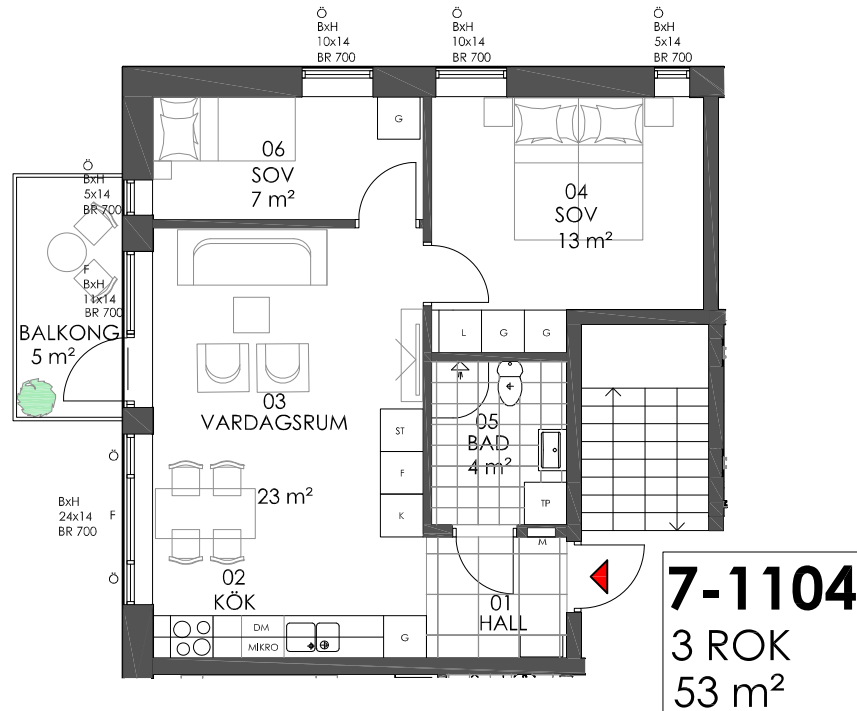 Ö
BxH
10x14
BR 700
Ö
BxH
10x14
BR 700
Ö
BxH
5x14
BR 700
G
06
SOV
7 m²
04
SOV
13 m²
Ö
BxH
5x14
BR 700
F
BxH
11x14
BR 700
BALKONG
5 m²
L
G
G
03
VARDAGSRUM
23 m²
ST
F
K
05
BAD
4 m²
TP
M
Ö
BxH
24x14
BR 700
F
Ö
02
KÖK
DM
MIKRO
G
01
HALL
7-1104
3 ROK
53 m²